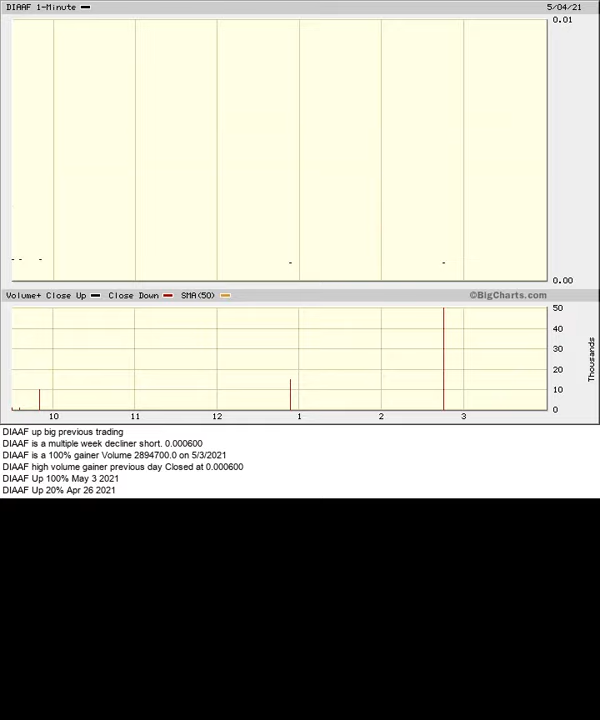 DIAAF 1-Minute 5/04/21
0.01
0.00
Volume+ Close Up Close Down SMA(50) ©BigCharts.com
50
40
30
20
10
0
Thousands
10 11 12 1 2 3
DIAAF up big previous trading
DIAAF is a multiple week decliner short. 0.000600
DIAAF is a 100% gainer Volume 2894700.0 on 5/3/2021
DIAAF high volume gainer previous day Closed at 0.000600
DIAAF Up 100% May 3 2021
DIAAF Up 20% Apr 26 2021